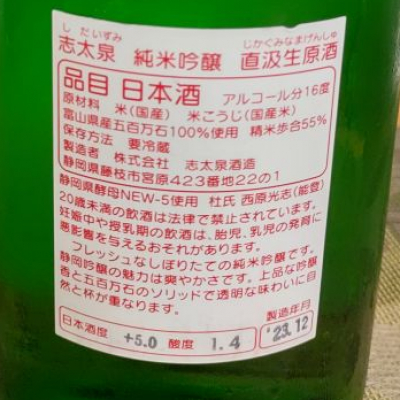 しだいずみ じかぐみなまげんしゅ
志太泉 純米吟醸 直汲生原酒
品目 日本酒 アルコール分16度
原材料 米(国産) 米こうじ(国産米)
富山県産五百万石100%使用 精米歩合55%
保存方法 要冷蔵
製造者 株式会社 志太泉酒造
静岡県藤枝市宮原423番地22の1
静岡県酵母NEW-5使用 杜氏 西原光志(能登)
20歳未満の飲酒は法律で禁止されています。
妊娠中や授乳期の飲酒は、胎児、乳児の発育に
悪影響を与えるおそれがあります。
フレッシュなしぼりたての純米吟醸です。
静岡吟醸の魅力は爽やかさです。上品な吟醸
香と五百万石のソリッドで透明な味わいに自
然と杯が重なります。
製造年月
日本酒度 +5.0 酸度 1.4 '23.12